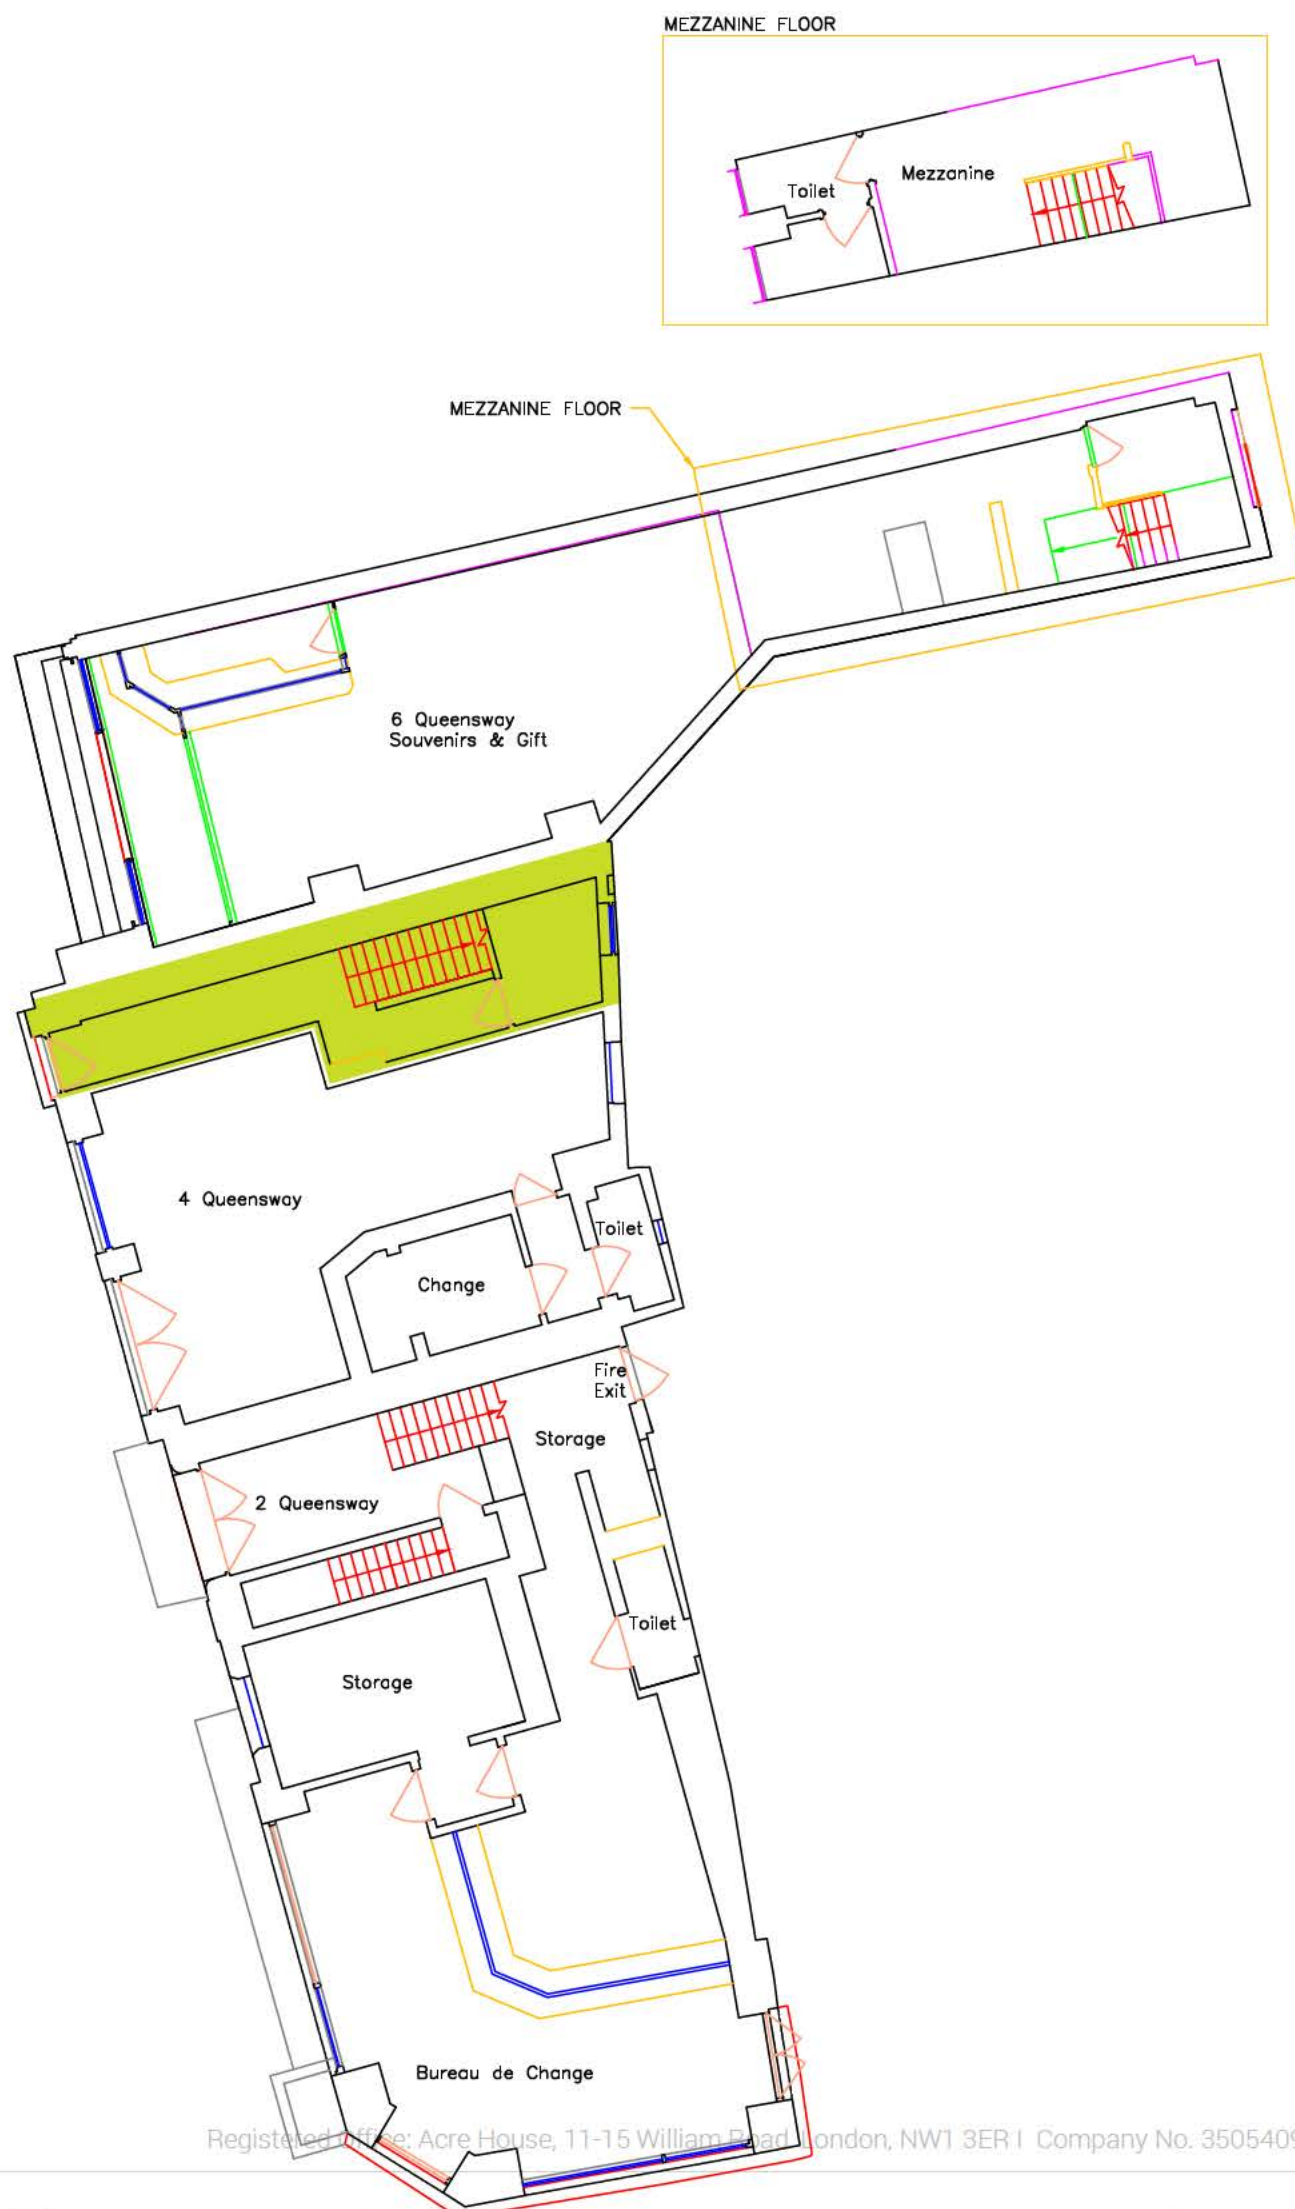 MEZZANINE FLOOR
Toilet
Mezzanine
MEZZANINE FLOOR
6 Queensway
Souvenirs & Gift
4 Queensway
Toilet
Change
Fire
Exit
Storage
2 Queensway
Toilet
Storage
Bureau de Change
Registered Office: Acre House, 11-15 William Road, London, NW1 3ER I Company No. 3505409